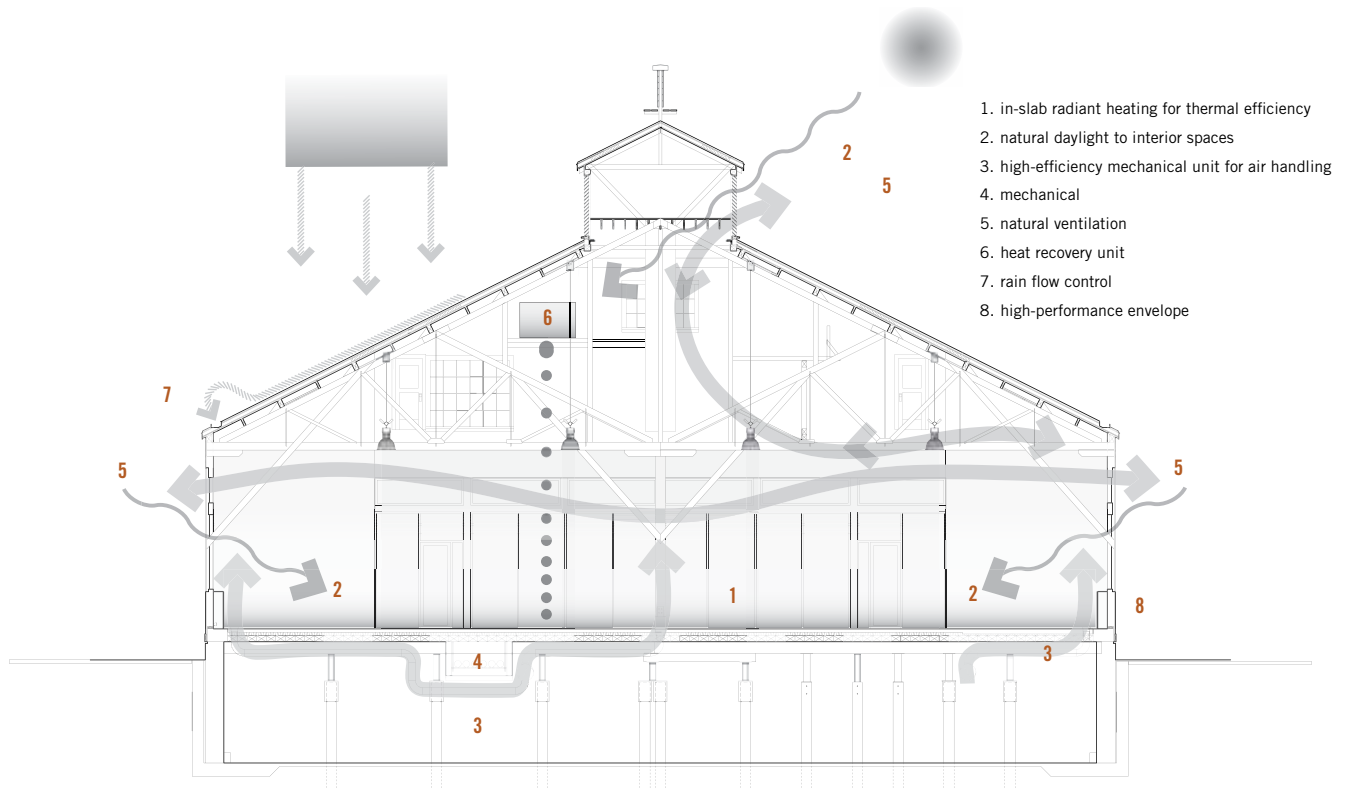 1. in-slab radiant heating for thermal efficiency
2. natural daylight to interior spaces
3. high-efficiency mechanical unit for air handling
4. mechanical
5. natural ventilation
6. heat recovery unit
7. rain flow control
8. high-performance envelope
2
5
6
7
5
5
2
1
2
8
4
3
3